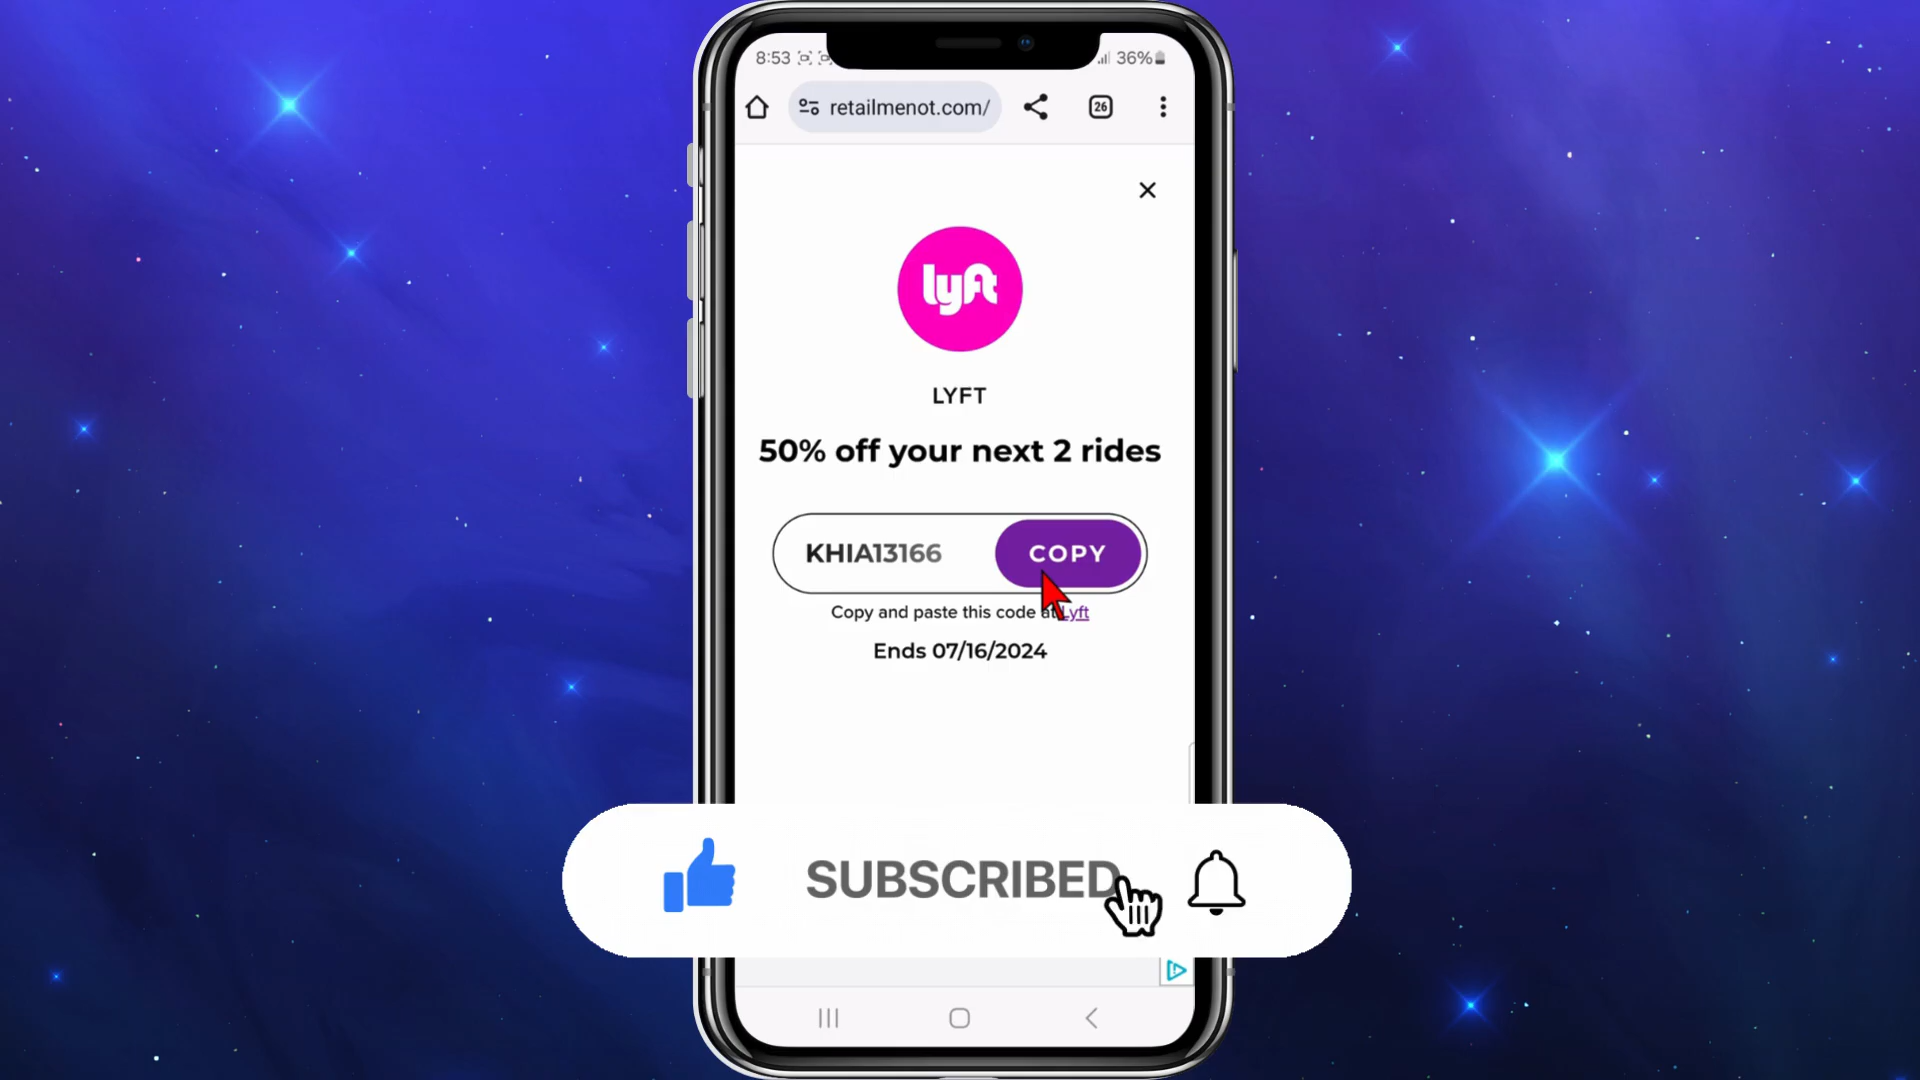 8:53
36%
retailmenot.com/
26
lyft
LYFT
50% off your next 2 rides
KHIA13166
COPY
Copy and paste this code at Lyft
Ends 07/16/2024
SUBSCRIBED